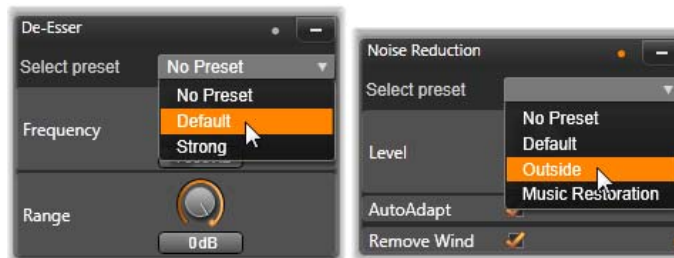 De-Esser
Select preset
No Preset
No Preset
Default
Strong
Frequency
Range
0dB
Noise Reduction
Select preset
No Preset
Default
Outside
Music Restoration
Level
AutoAdapt
Remove Wind